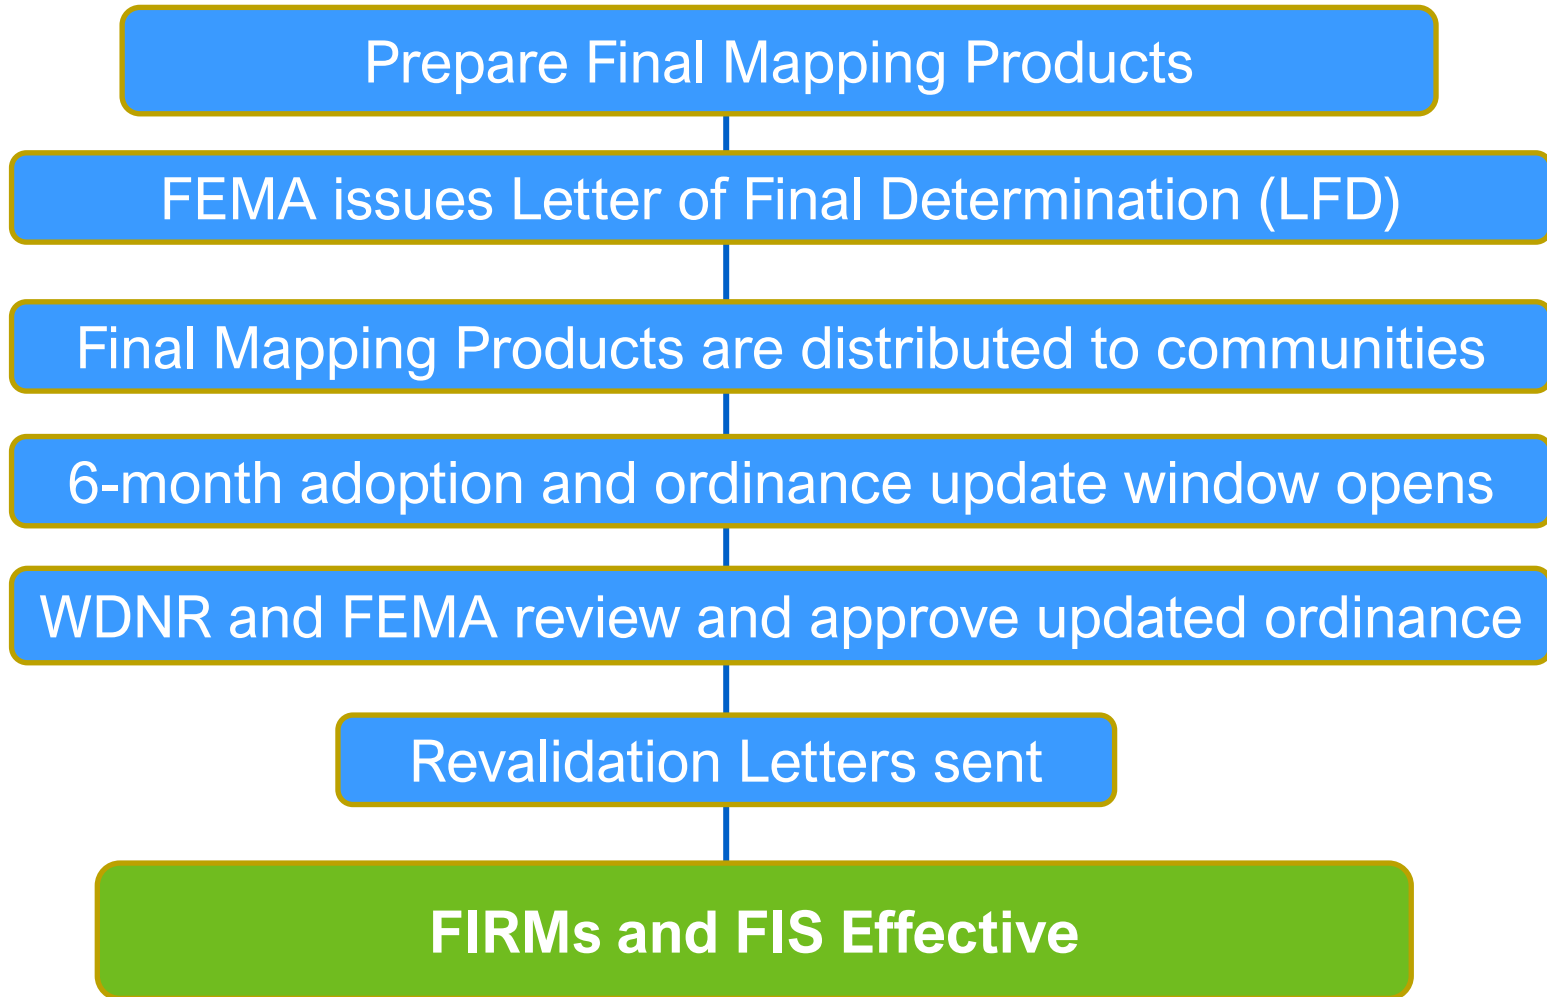 Prepare Final Mapping Products
FEMA issues Letter of Final Determination (LFD)
Final Mapping Products are distributed to communities
6-month adoption and ordinance update window opens
WDNR and FEMA review and approve updated ordinance
Revalidation Letters sent
FIRMs and FIS Effective